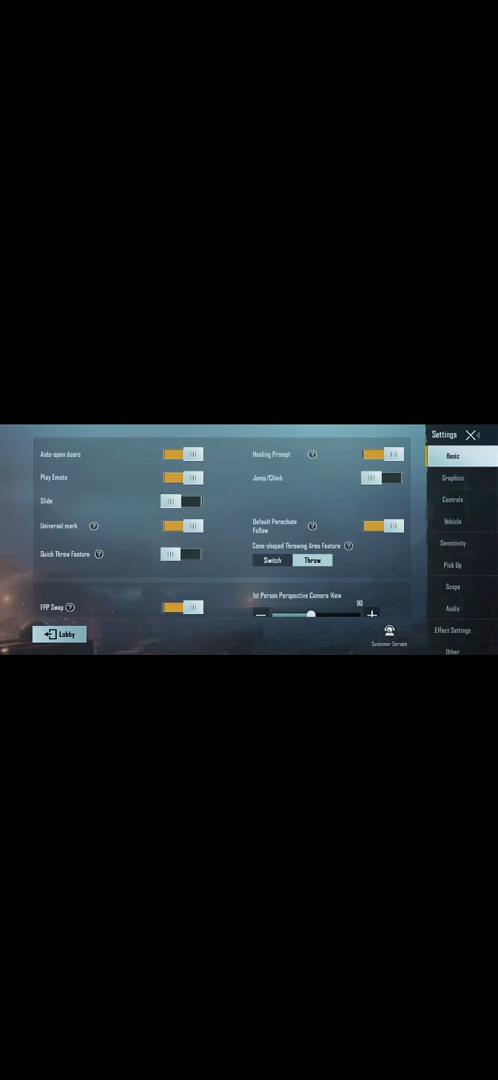 Settings
Auto-open doors
Healing Prompt ?
Basic
Play Emote
Jump/Climb
Graphics
Slide
Controls
Universal mark ?
Default Parachute
Follow ?
Vehicle
Quick Throw Feature ?
Cone-shaped Throwing Area Feature ?
Switch Throw
Sensitivity
Pick Up
Scope
FPP Swap ?
1st Person Perspective Camera View
90
Audio
Lobby
Customer Service
Effect Settings
Other